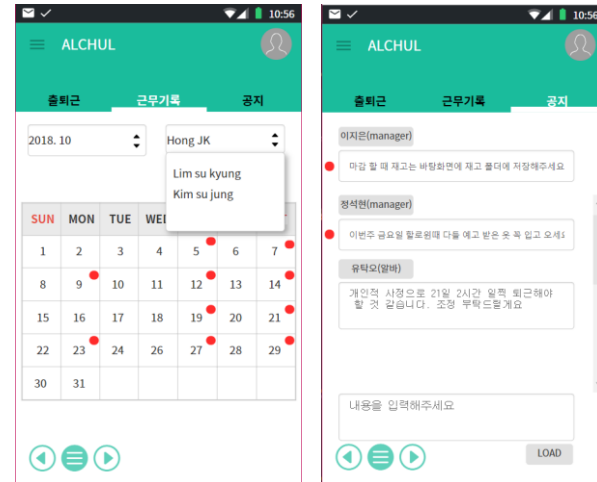 10:56
ALCHUL
출퇴근 근무기록 공지
2018. 10 Hong JK
Lim su kyung
Kim su jung
SUN MON TUE
1 2 3 4 5 6 7
8 9 10 11 12 13 14
15 16 17 18 19 20 21
22 23 24 26 27 28 29
30 31
10:56
ALCHUL
출퇴근 근무기록 공지
이지은(manager)
마감 할 때 재고는 바탕화면에 재고 폴더에 저장해주세요
정석현(manager)
이번주 금요일 할로윈때 다들 예고 받은 옷 꼭 입고
유탁오(알바)
개인적 사정으로 21일 2시간 일찍 퇴근해야
할 것 같습니다. 조정 부탁드릴게요
내용을 입력해주세요
LOAD